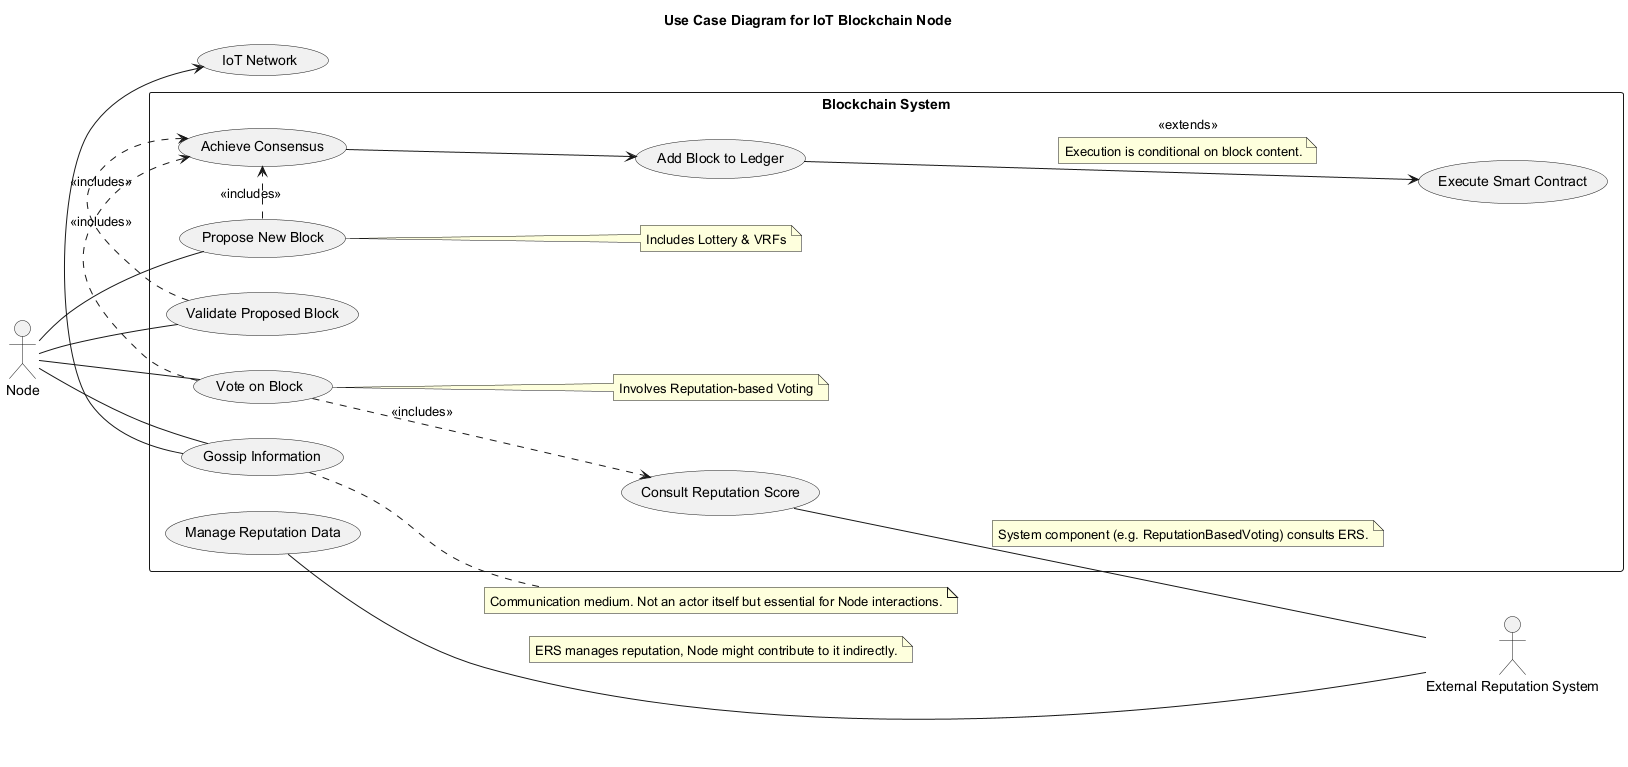 Use Case Diagram for IoT Blockchain Node
IoT Network
Blockchain System
«extends»
Execution is conditional on block content.
Achieve Consensus
Add Block to Ledger
Execute Smart Contract
«includes»
«includes»
«includes»
Propose New Block
Includes Lottery & VRFs
Validate Proposed Block
Node
Vote on Block
Involves Reputation-based Voting
«includes»
Gossip Information
Consult Reputation Score
Manage Reputation Data
System component (e.g. ReputationBasedVoting) consults ERS.
Communication medium. Not an actor itself but essential for Node interactions.
ERS manages reputation, Node might contribute to it indirectly.
External Reputation System